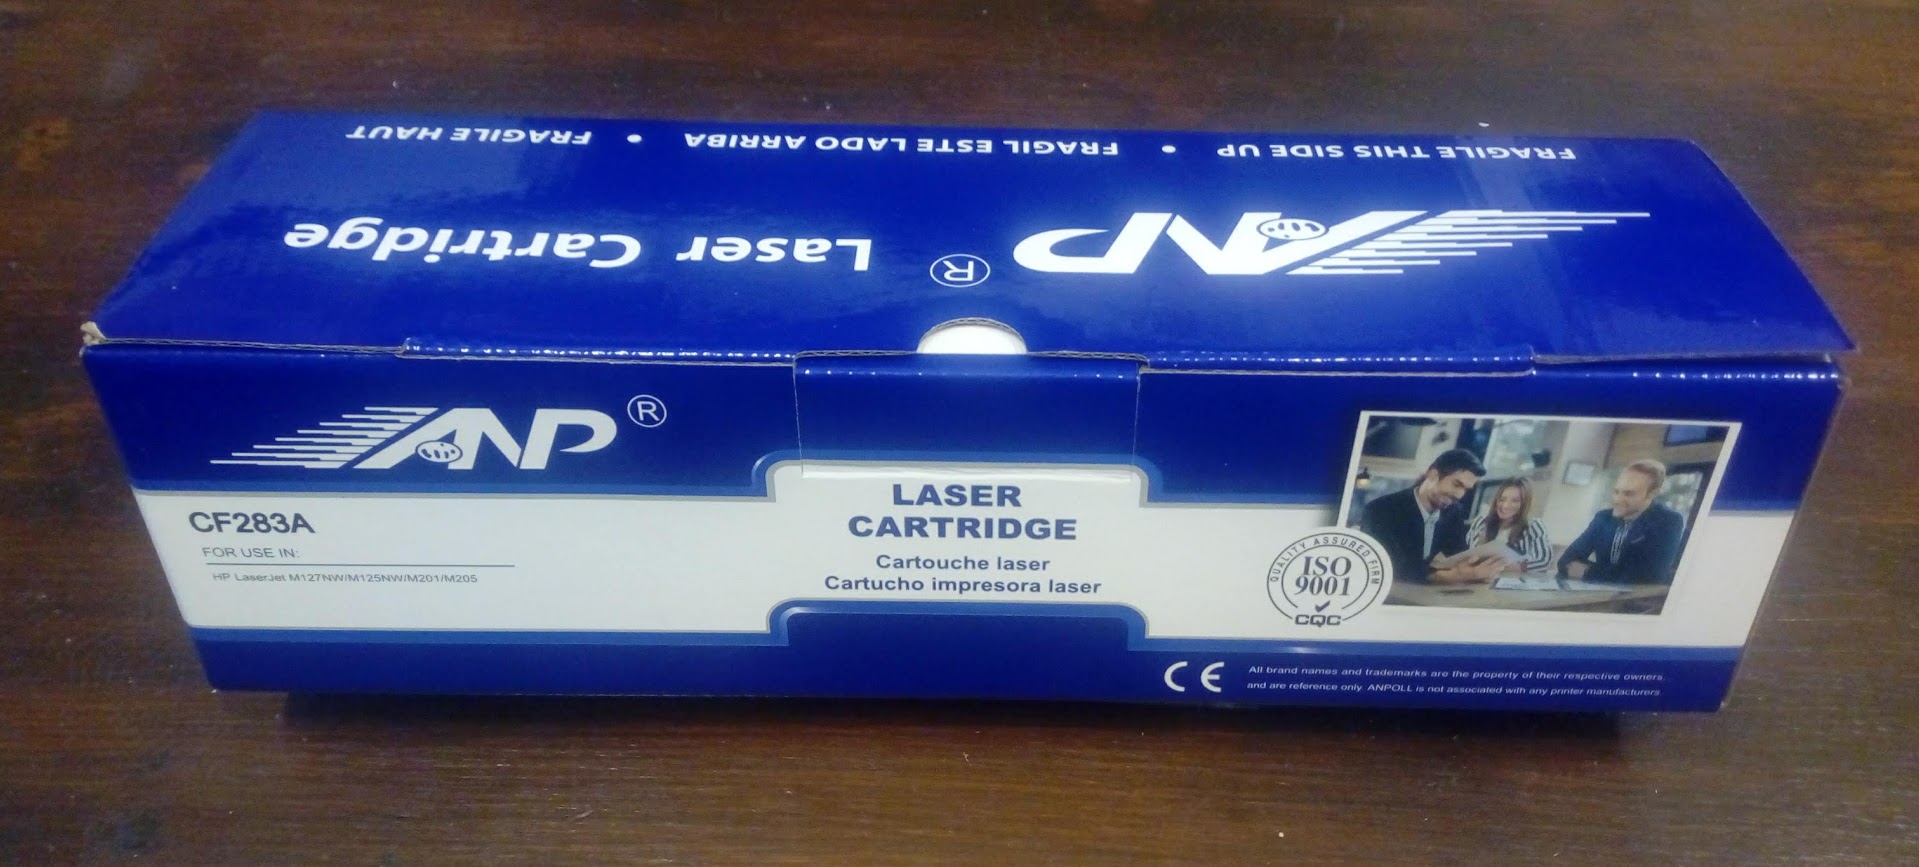 FRAGILE THIS SIDE UP • FRAGIL ESTE LADO ARRIBA • FRAGILE HAUT
ANP ® Laser Cartridge
ANP ®
CF283A
FOR USE IN:
HP LaserJet M127NW/M125NW/M201/M205
LASER
CARTRIDGE
Cartouche laser
Cartucho impresora laser
QUALITY ASSURED FIRM
ISO
9001
CQC
CE
All brand names and trademarks are the property of their respective owners.
and are reference only. ANPOLL is not associated with any printer manufacturers.